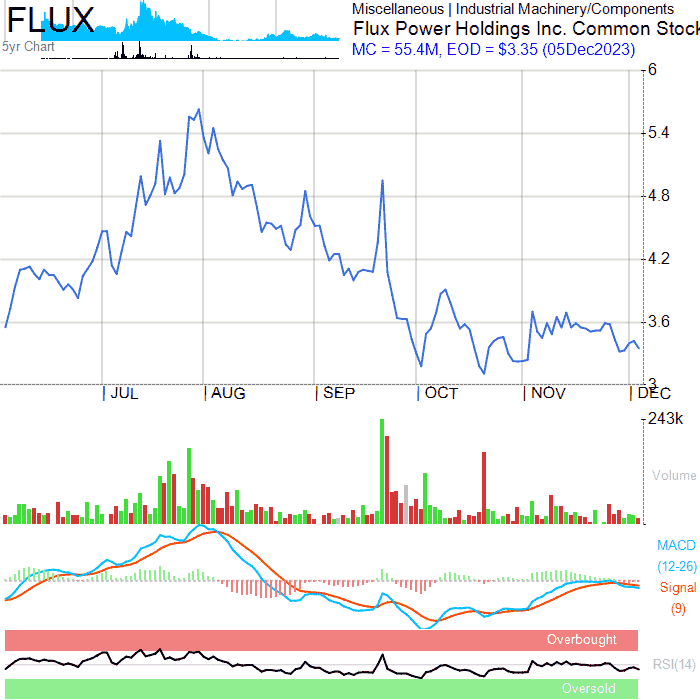 FLUX
5yr Chart
Miscellaneous | Industrial Machinery/Components
Flux Power Holdings Inc. Common Stock
MC = 55.4M, EOD = $3.35 (05Dec2023)
6
5.4
4.8
4.2
3.6
3
| JUL | AUG | SEP | OCT | NOV | DEC
243k
Volume
MACD
(12-26)
Signal
(9)
Overbought
RSI(14)
Oversold